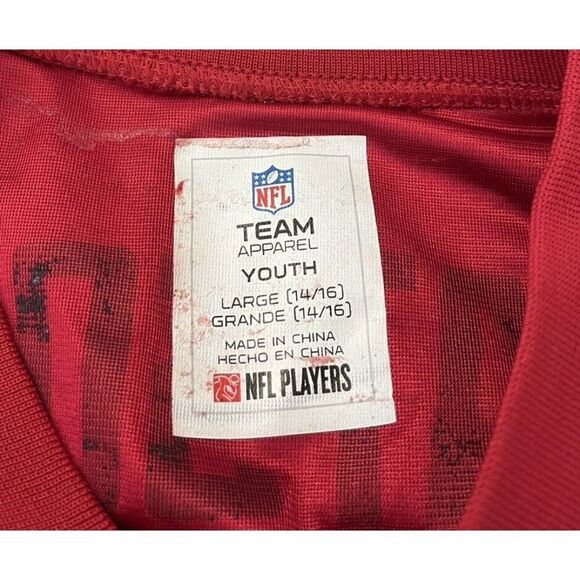 NFL
TEAM
APPAREL
YOUTH
LARGE (14/16)
GRANDE (14/16)
MADE IN CHINA
HECHO EN CHINA
NFL PLAYERS